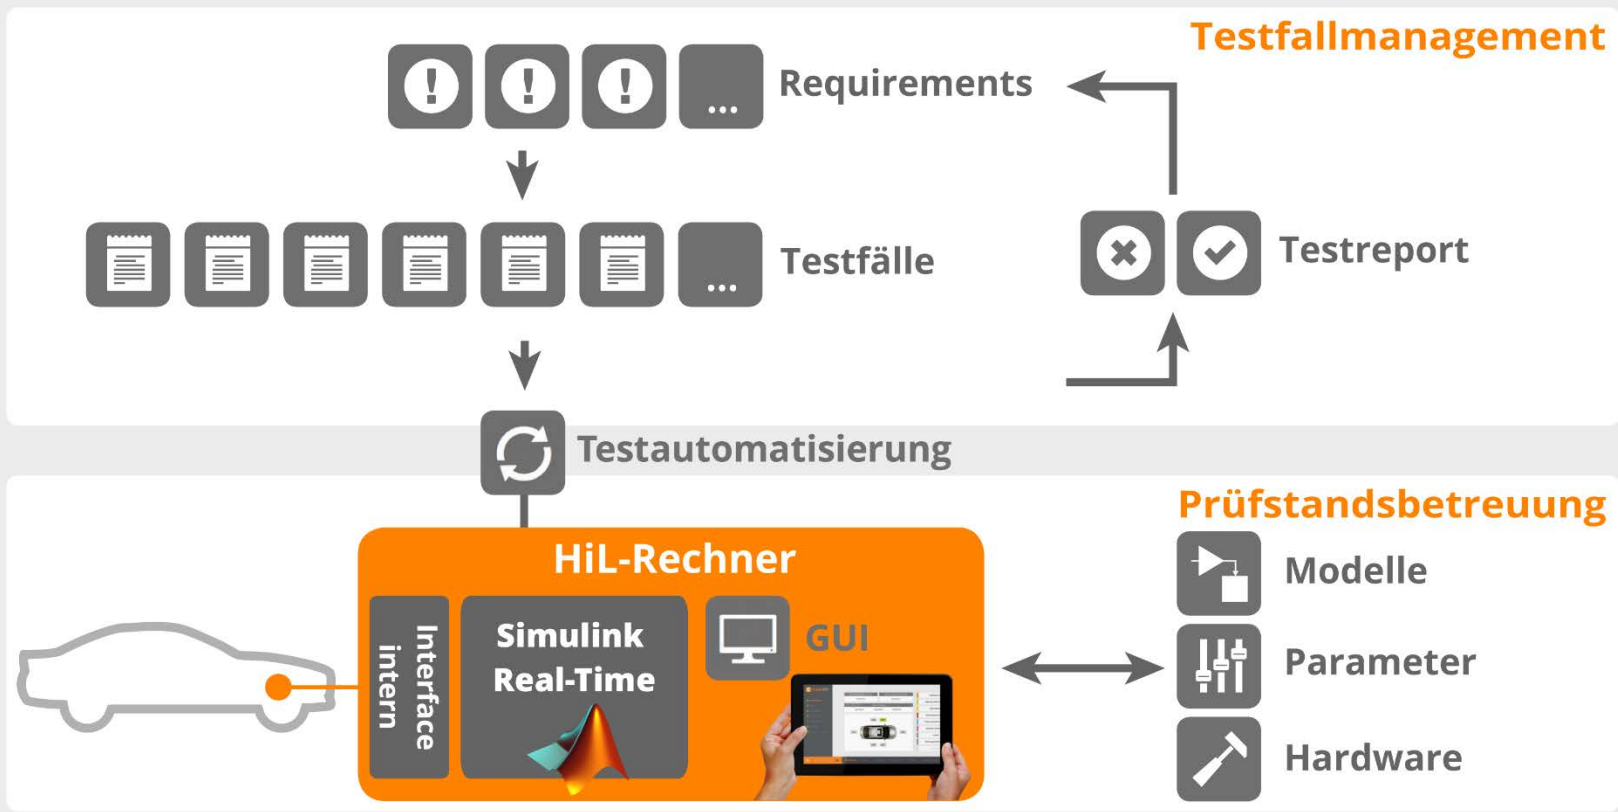 Testfallmanagement
Requirements
...
Testfälle
...
Testreport
Testautomatisierung
Prüfstandsbetreuung
HiL-Rechner
Interface
intern
Simulink
Real-Time
GUI
Modelle
Parameter
Hardware